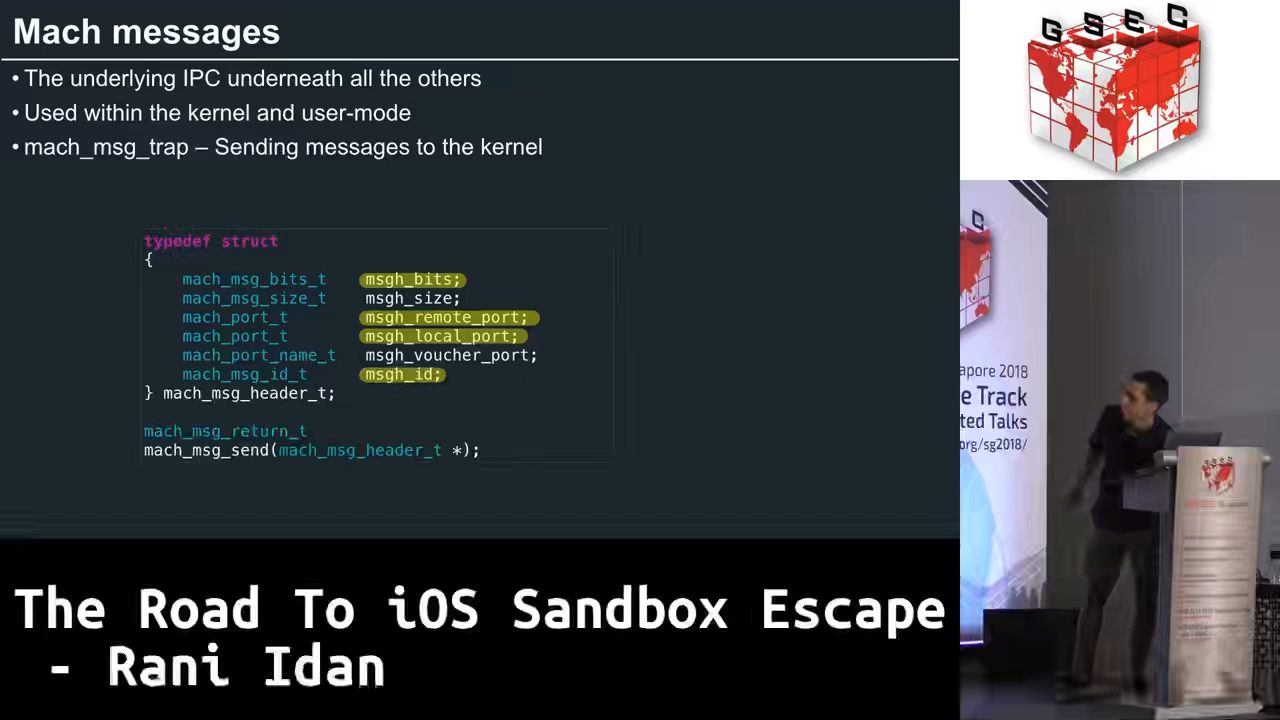 Mach messages
• The underlying IPC underneath all the others
• Used within the kernel and user-mode
• mach_msg_trap – Sending messages to the kernel
typedef struct
{
mach_msg_bits_t msgh_bits;
mach_msg_size_t msgh_size;
mach_port_t msgh_remote_port;
mach_port_t msgh_local_port;
mach_port_name_t msgh_voucher_port;
mach_msg_id_t msgh_id;
} mach_msg_header_t;
mach_msg_return_t
mach_msg_send(mach_msg_header_t *);
The Road To iOS Sandbox Escape
- Rani Idan
GSEC
apore 2018
e Track
ted Talks
.org/sg2018/